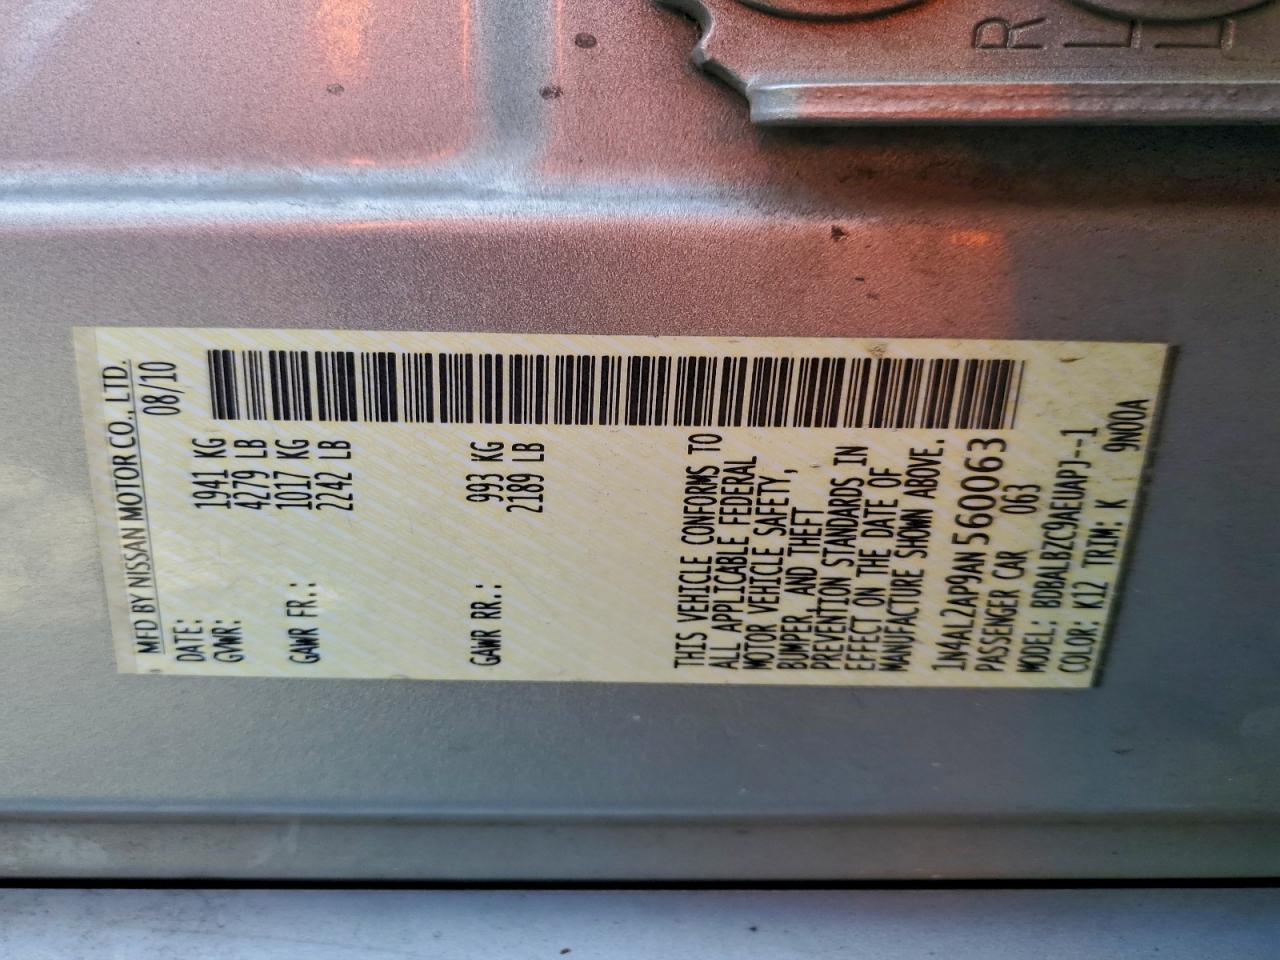 MFD BY NISSAN MOTOR CO., LTD.
DATE: 08/10
GVWR: 1941 KG
4279 LB
GAWR FR.: 1017 KG
2242 LB
GAWR RR.: 993 KG
2189 LB
THIS VEHICLE CONFORMS TO
ALL APPLICABLE FEDERAL
MOTOR VEHICLE SAFETY,
BUMPER, AND THEFT
PREVENTION STANDARDS IN
EFFECT ON THE DATE OF
MANUFACTURE SHOWN ABOVE.
1N4AL2AP9AN560063
PASSENGER CAR 063
MODEL: BDBALBZC9AEUAPJ--1
COLOR: K12 TRIM: K 9N00A
R
L
L